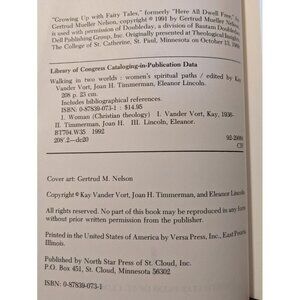 "Growing Up with Fairy Tales," formerly "Here All Dwell Free," by
Gertrud Mueller Nelson, copyright © 1991 by Gertrud Mueller Nelson,
is used with permission of Doubleday, a division of Bantam Doubleday
Dell Publishing Group, Inc. Originally presented at Theological Insights,
The College of St. Catherine, St. Paul, Minnesota on October 13,
Library of Congress Cataloging-in-Publication Data
Walking in two worlds : women's spiritual paths / edited by Kay
Vander Vort, Joan H. Timmerman, Eleanor Lincoln.
208 p. 23 cm.
Includes bibliographical references.
ISBN 0-87839-073-1 : $14.95
1. Woman (Christian theology) I. Vander Vort, Kay, 1936-
II. Timmerman, Joan H. III. Lincoln, Eleanor.
BT704.W35 1992
208'.2—dc20
CIP
Cover art: Gertrud M. Nelson
Copyright © Kay Vander Vort, Joan H. Timmerman, and Eleanor Lincoln
All rights reserved. No part of this book may be reproduced in any form
without prior written permission from the publisher.
Printed in the United States of America by Versa Press, Inc., East Peoria,
Illinois.
Published by North Star Press of St. Cloud, Inc.
P.O. Box 451, St. Cloud, Minnesota 56302
ISBN: 0-87839-073-1